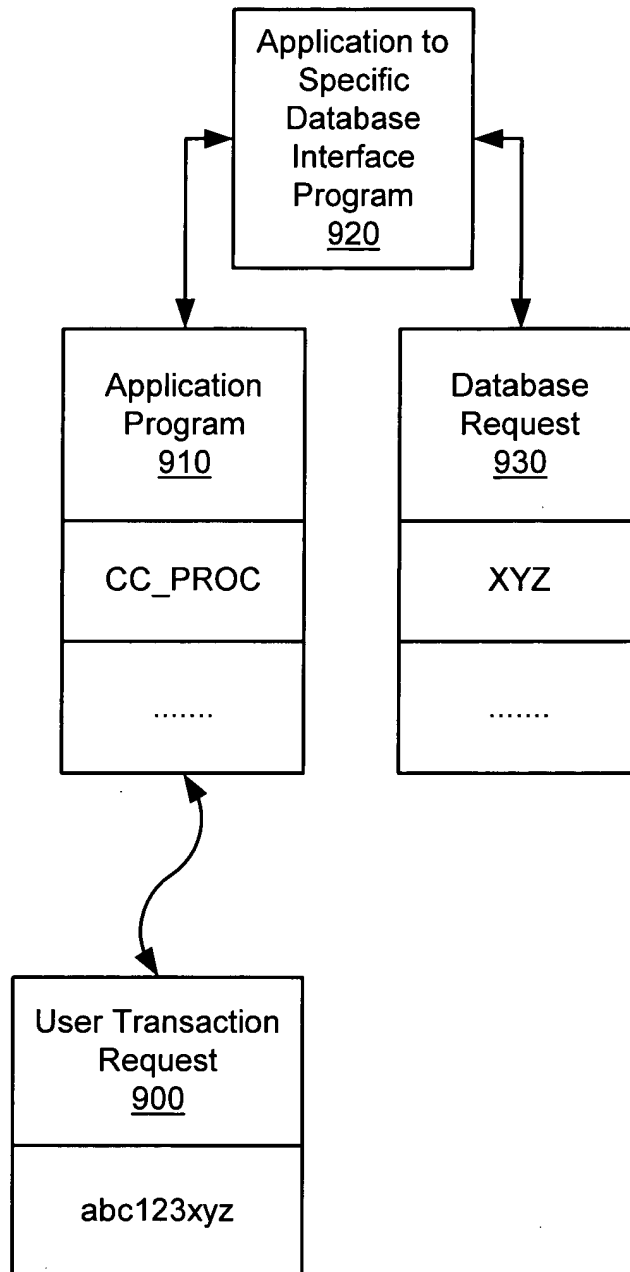 Application to
Specific
Database
Interface
Program
920
Application
Program
910
CC_PROC
.......
Database
Request
930
XYZ
.......
User Transaction
Request
900
abc123xyz